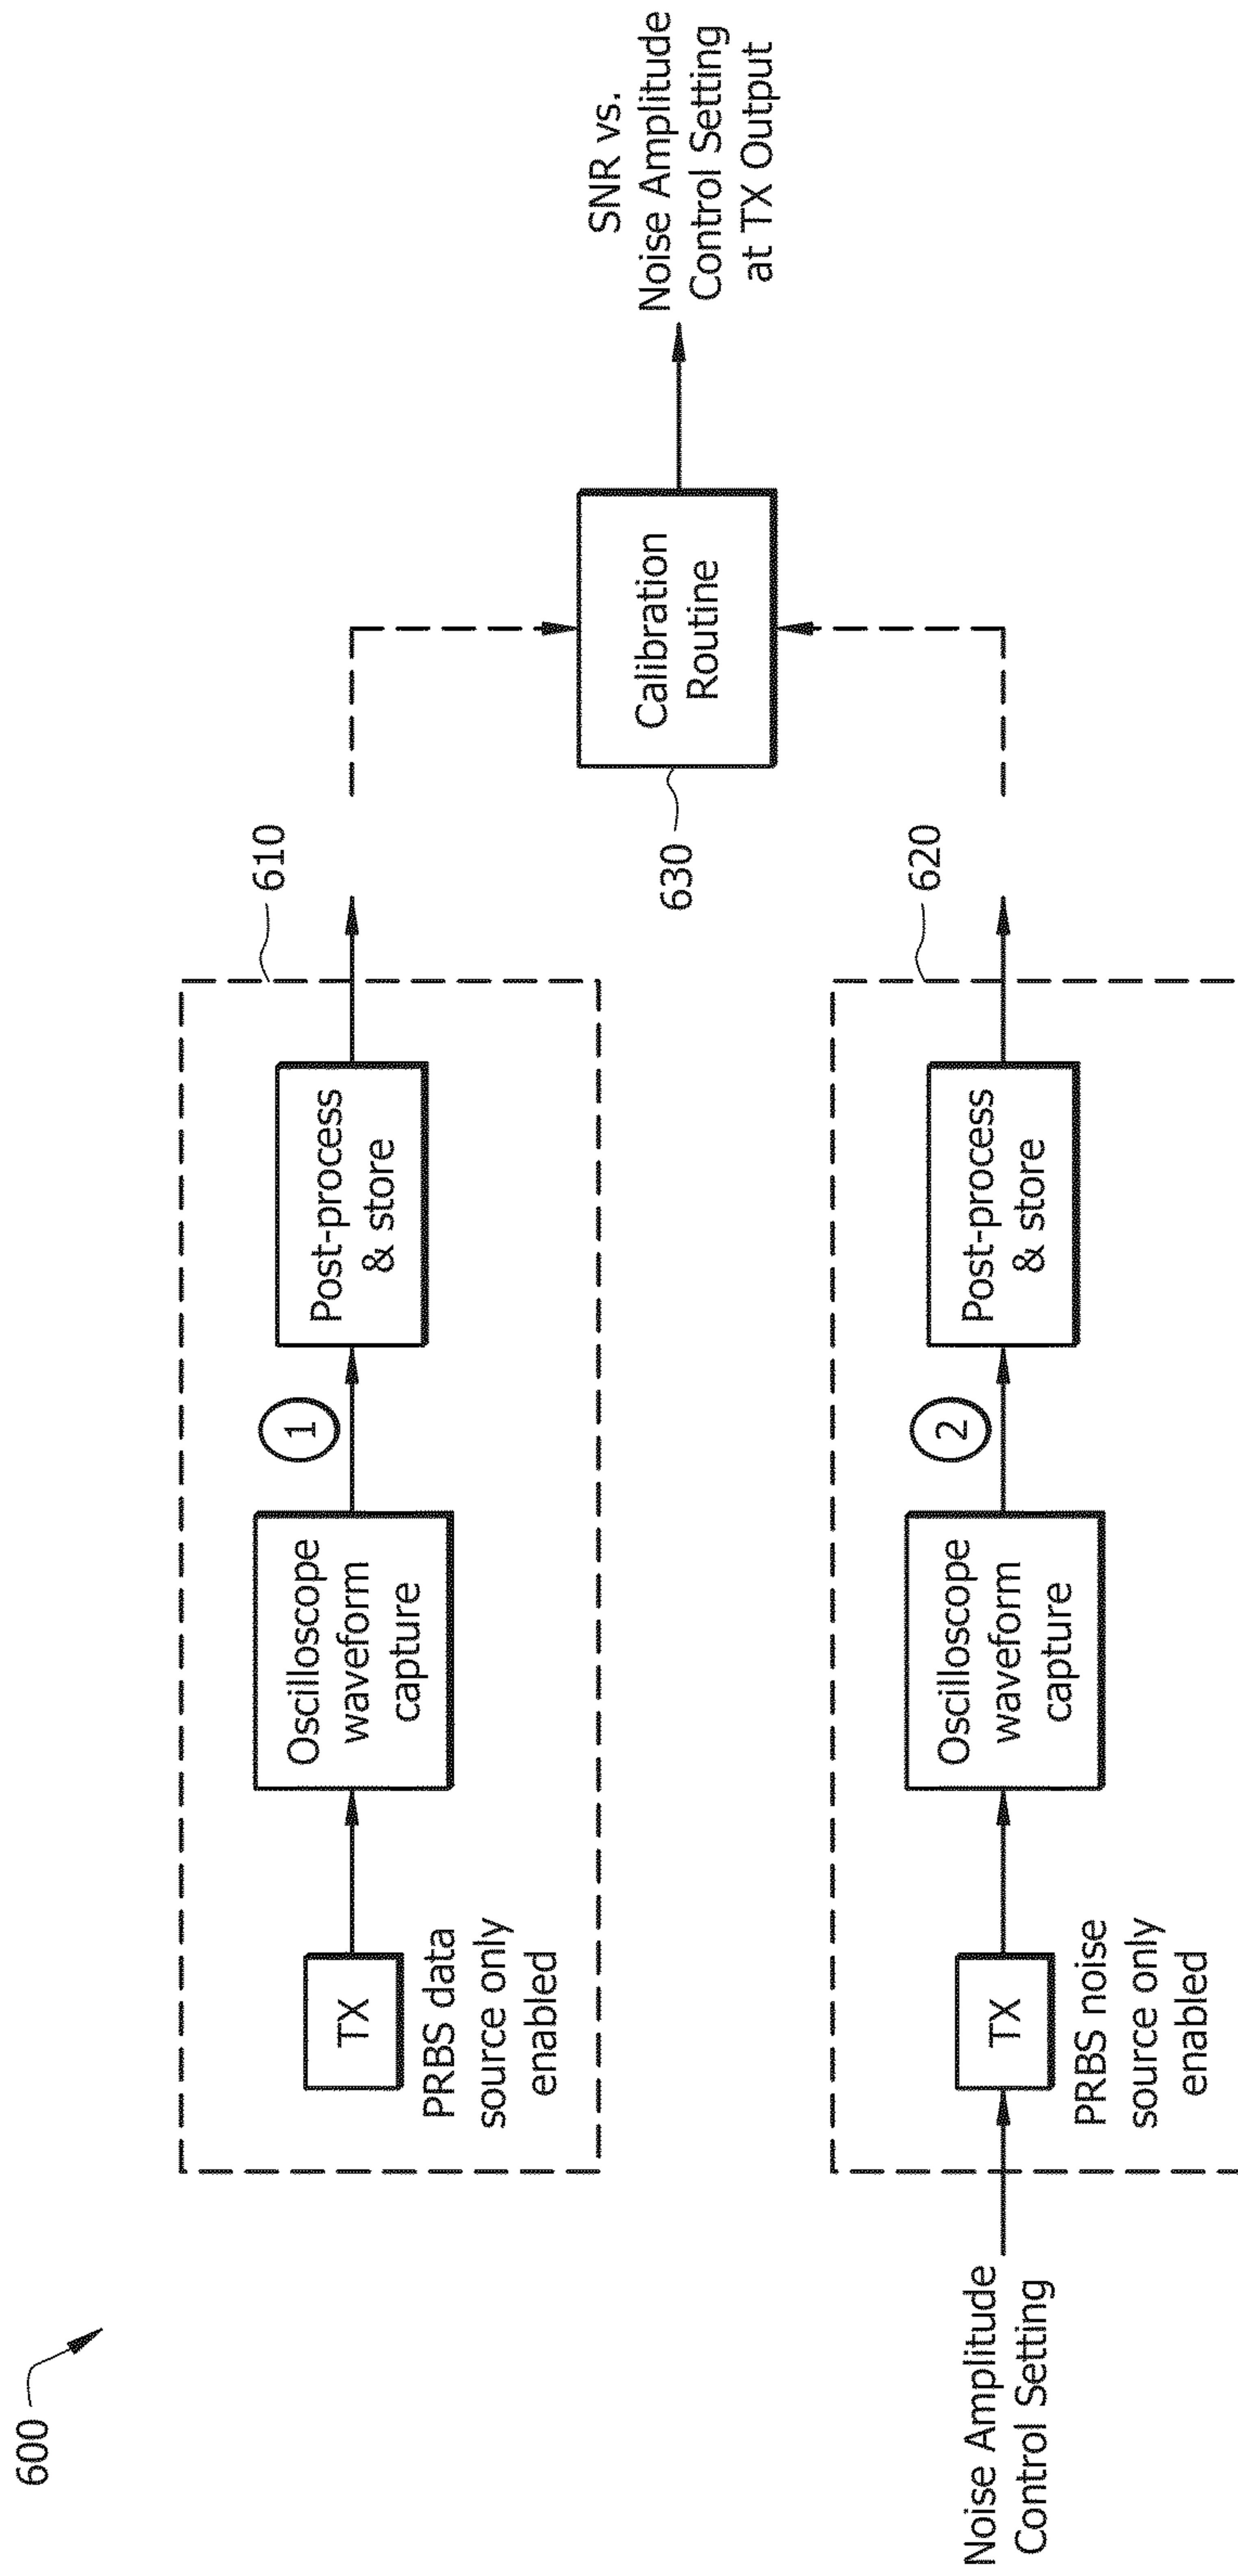 600
610
TX
PRBS data
source only
enabled
Oscilloscope
waveform
capture
1
Post-process
& store
630
Calibration
Routine
SNR vs.
Noise Amplitude
Control Setting
at TX Output
620
Noise Amplitude
Control Setting
TX
PRBS noise
source only
enabled
Oscilloscope
waveform
capture
2
Post-process
& store